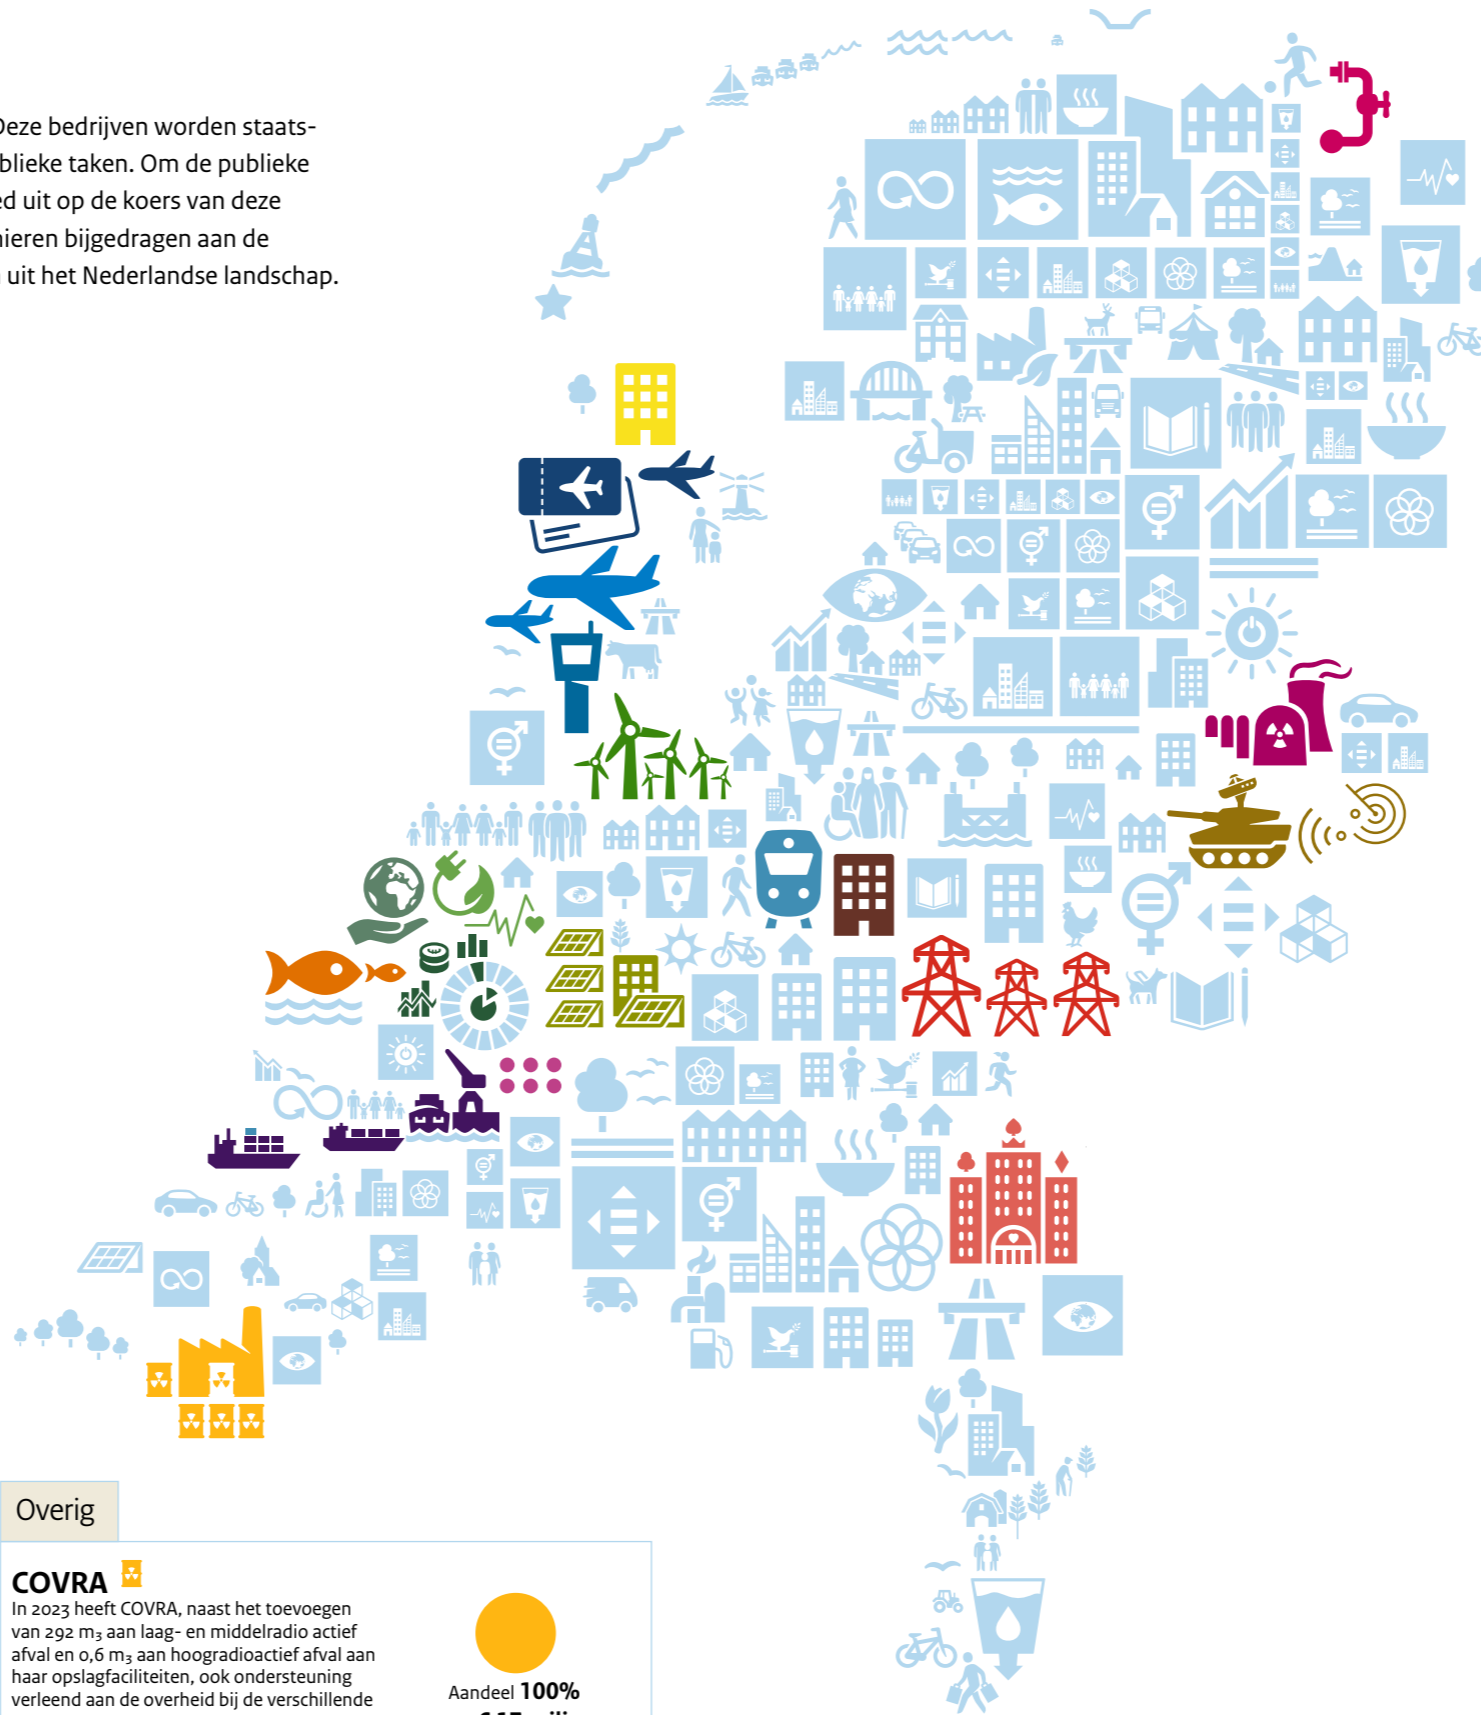 Deze bedrijven worden staats-
blieke taken. Om de publieke
ed uit op de koers van deze
nieren bijgedragen aan de
uit het Nederlandse landschap.
Overig
COVRA
In 2023 heeft COVRA, naast het toevoegen
van 292 m3 aan laag- en middelradio actief
afval en 0,6 m3 aan hoogradioactief afval aan
haar opslagfaciliteiten, ook ondersteuning
verleend aan de overheid bij de verschillende
Aandeel 100%